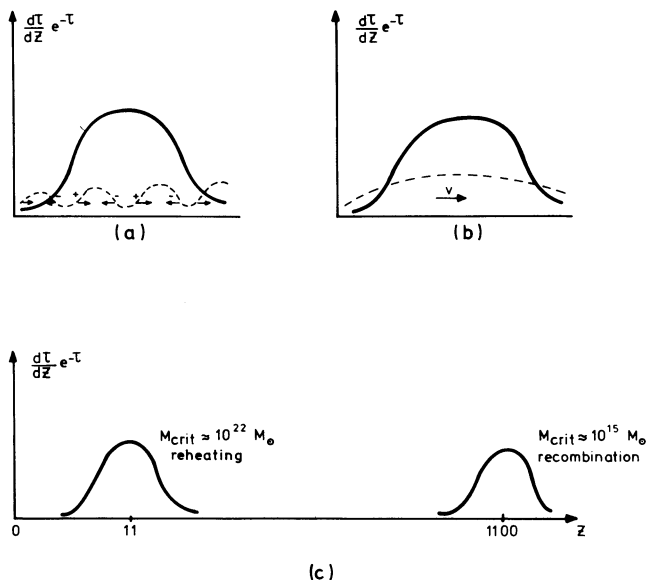 dτ/dz e^-τ
+ - + -
(a)
dτ/dz e^-τ
v
(b)
dτ/dz e^-τ
Mcrit ≈ 10^22 M⊙
reheating
Mcrit ≈ 10^15 M⊙
recombination
0 11 1100 z
(c)